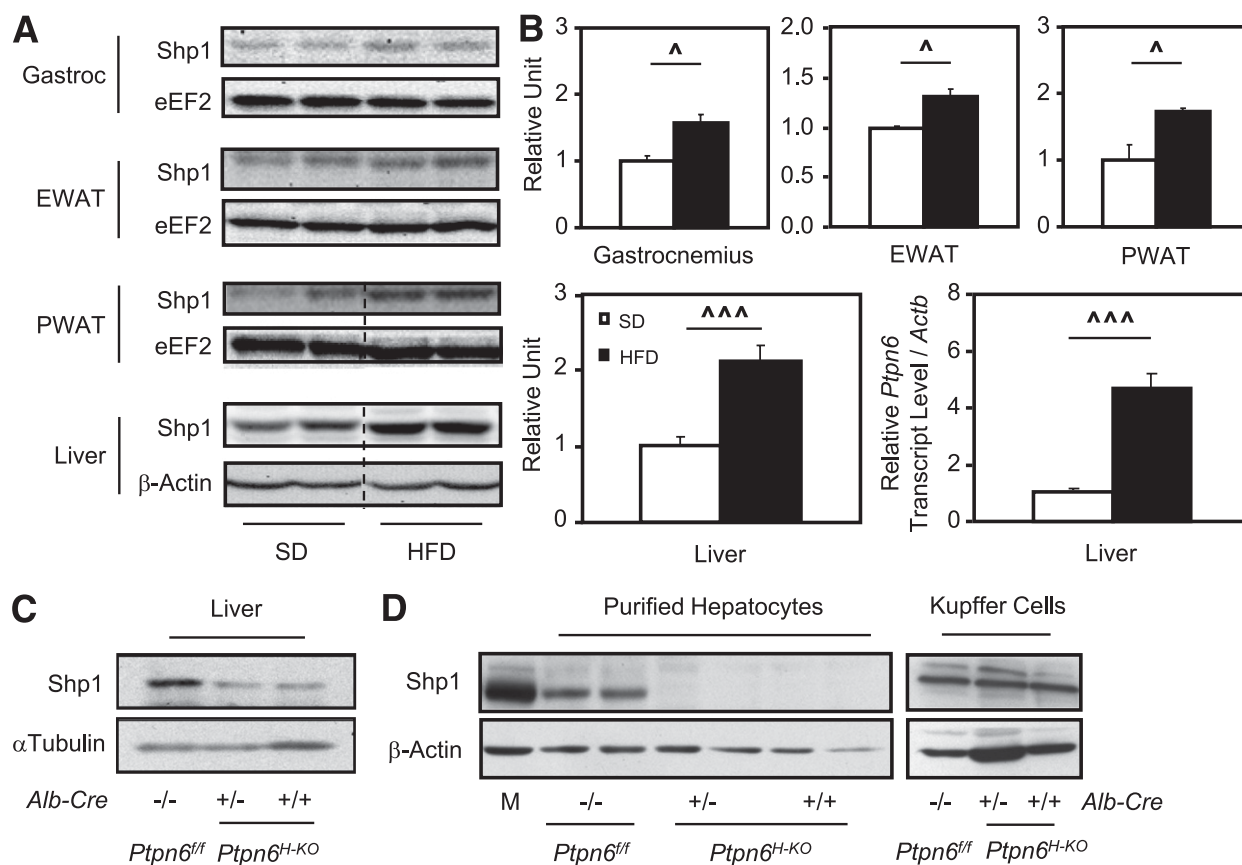 A
Gastroc
Shp1
eEF2
EWAT
Shp1
eEF2
PWAT
Shp1
eEF2
Liver
Shp1
β-Actin
SD HFD
B
Relative Unit
3
2
1
0
^
Gastrocnemius
2.0
1.5
1.0
0.5
0.0
^
EWAT
3
2
1
0
^
PWAT
Relative Unit
3
2
1
0
SD
HFD
^^^
Liver
Relative Ptpn6
Transcript Level / Actb
8
6
4
2
0
^^^
Liver
C
Liver
Shp1
αTubulin
Alb-Cre -/- +/- +/+
Ptpn6f/f Ptpn6H-KO
D
Purified Hepatocytes Kupffer Cells
Shp1
β-Actin
M -/- +/- +/+ -/- +/- +/+ Alb-Cre
Ptpn6f/f Ptpn6H-KO Ptpn6f/f Ptpn6H-KO